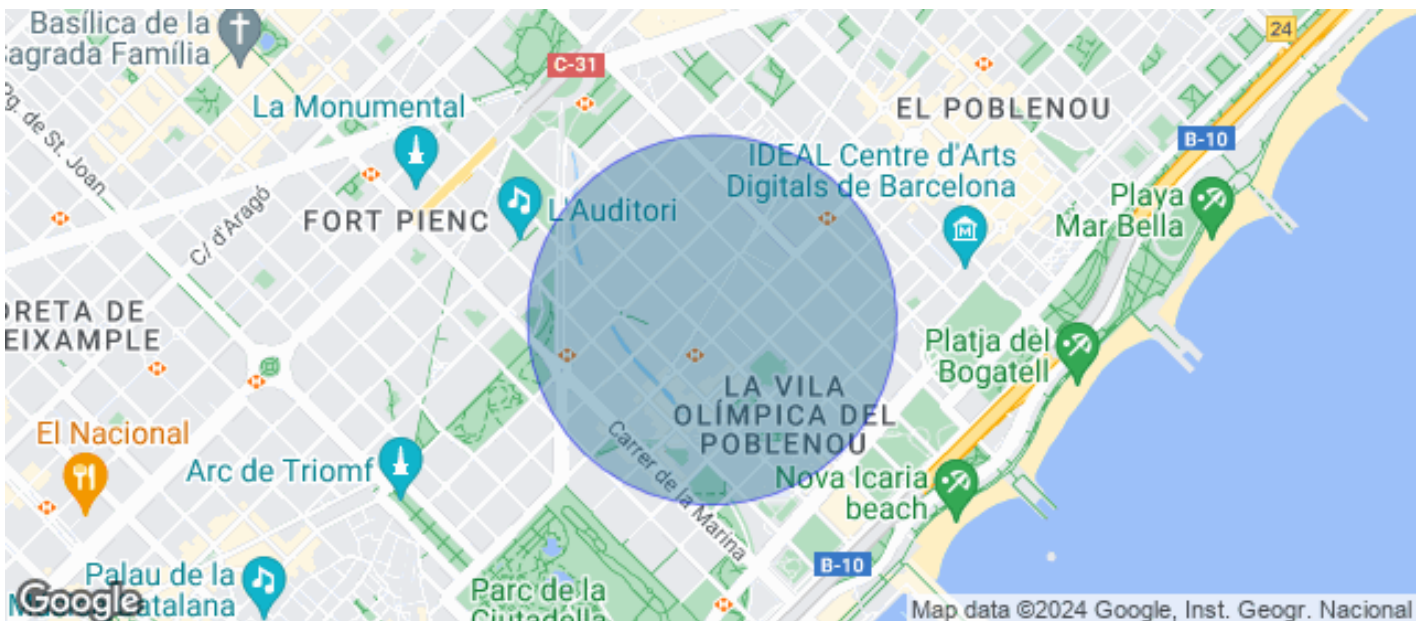 Basílica de la
Sagrada Família
La Monumental
C-31
24
EL POBLENOU
B-10
IDEAL Centre d'Arts
Digitals de Barcelona
Playa
Mar Bella
Pg. de St. Joan
C/ d'Aragó
FORT PIENC
L'Auditori
DRETA DE
EIXAMPLE
Platja del
Bogatell
LA VILA
OLÍMPICA DEL
POBLENOU
El Nacional
Arc de Triomf
Carrer de la Marina
Nova Icaria
beach
B-10
Palau de la
Música Catalana
Parc de la
Ciutadella
Google
Map data ©2024 Google, Inst. Geogr. Nacional